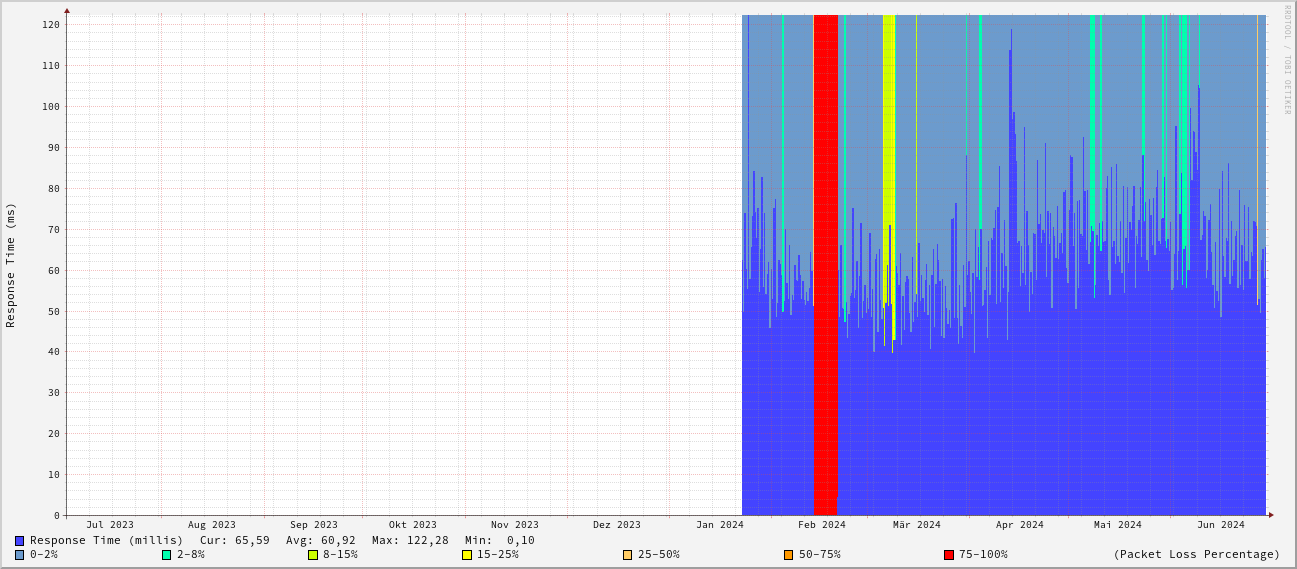 RRDTOOL / TOBI OETIKER
Response Time (ms)
120
110
100
90
80
70
60
50
40
30
20
10
0
Jul 2023 Aug 2023 Sep 2023 Okt 2023 Nov 2023 Dez 2023 Jan 2024 Feb 2024 Mär 2024 Apr 2024 Mai 2024 Jun 2024
Response Time (millis) Cur: 65,59 Avg: 60,92 Max: 122,28 Min: 0,10
0-2% 2-8% 8-15% 15-25% 25-50% 50-75% 75-100% (Packet Loss Percentage)